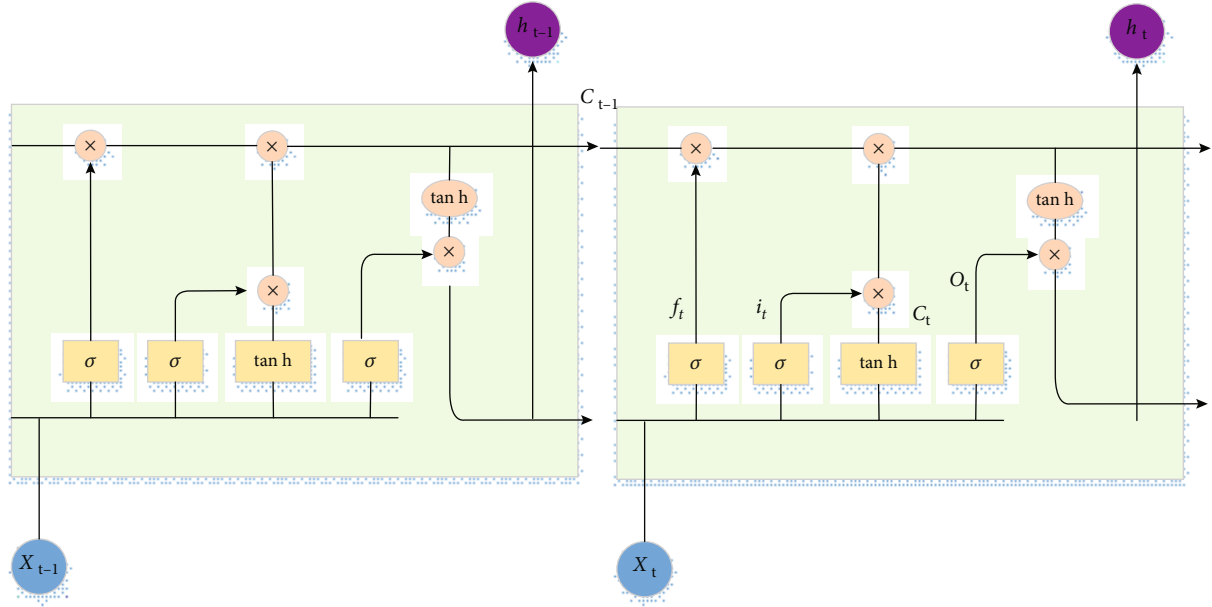 h t–1
h t
C t–1
× × × ×
tan h tan h
× ×
× ×
f t i t C t O t
σ σ tan h σ σ σ tan h σ
X t–1 X t